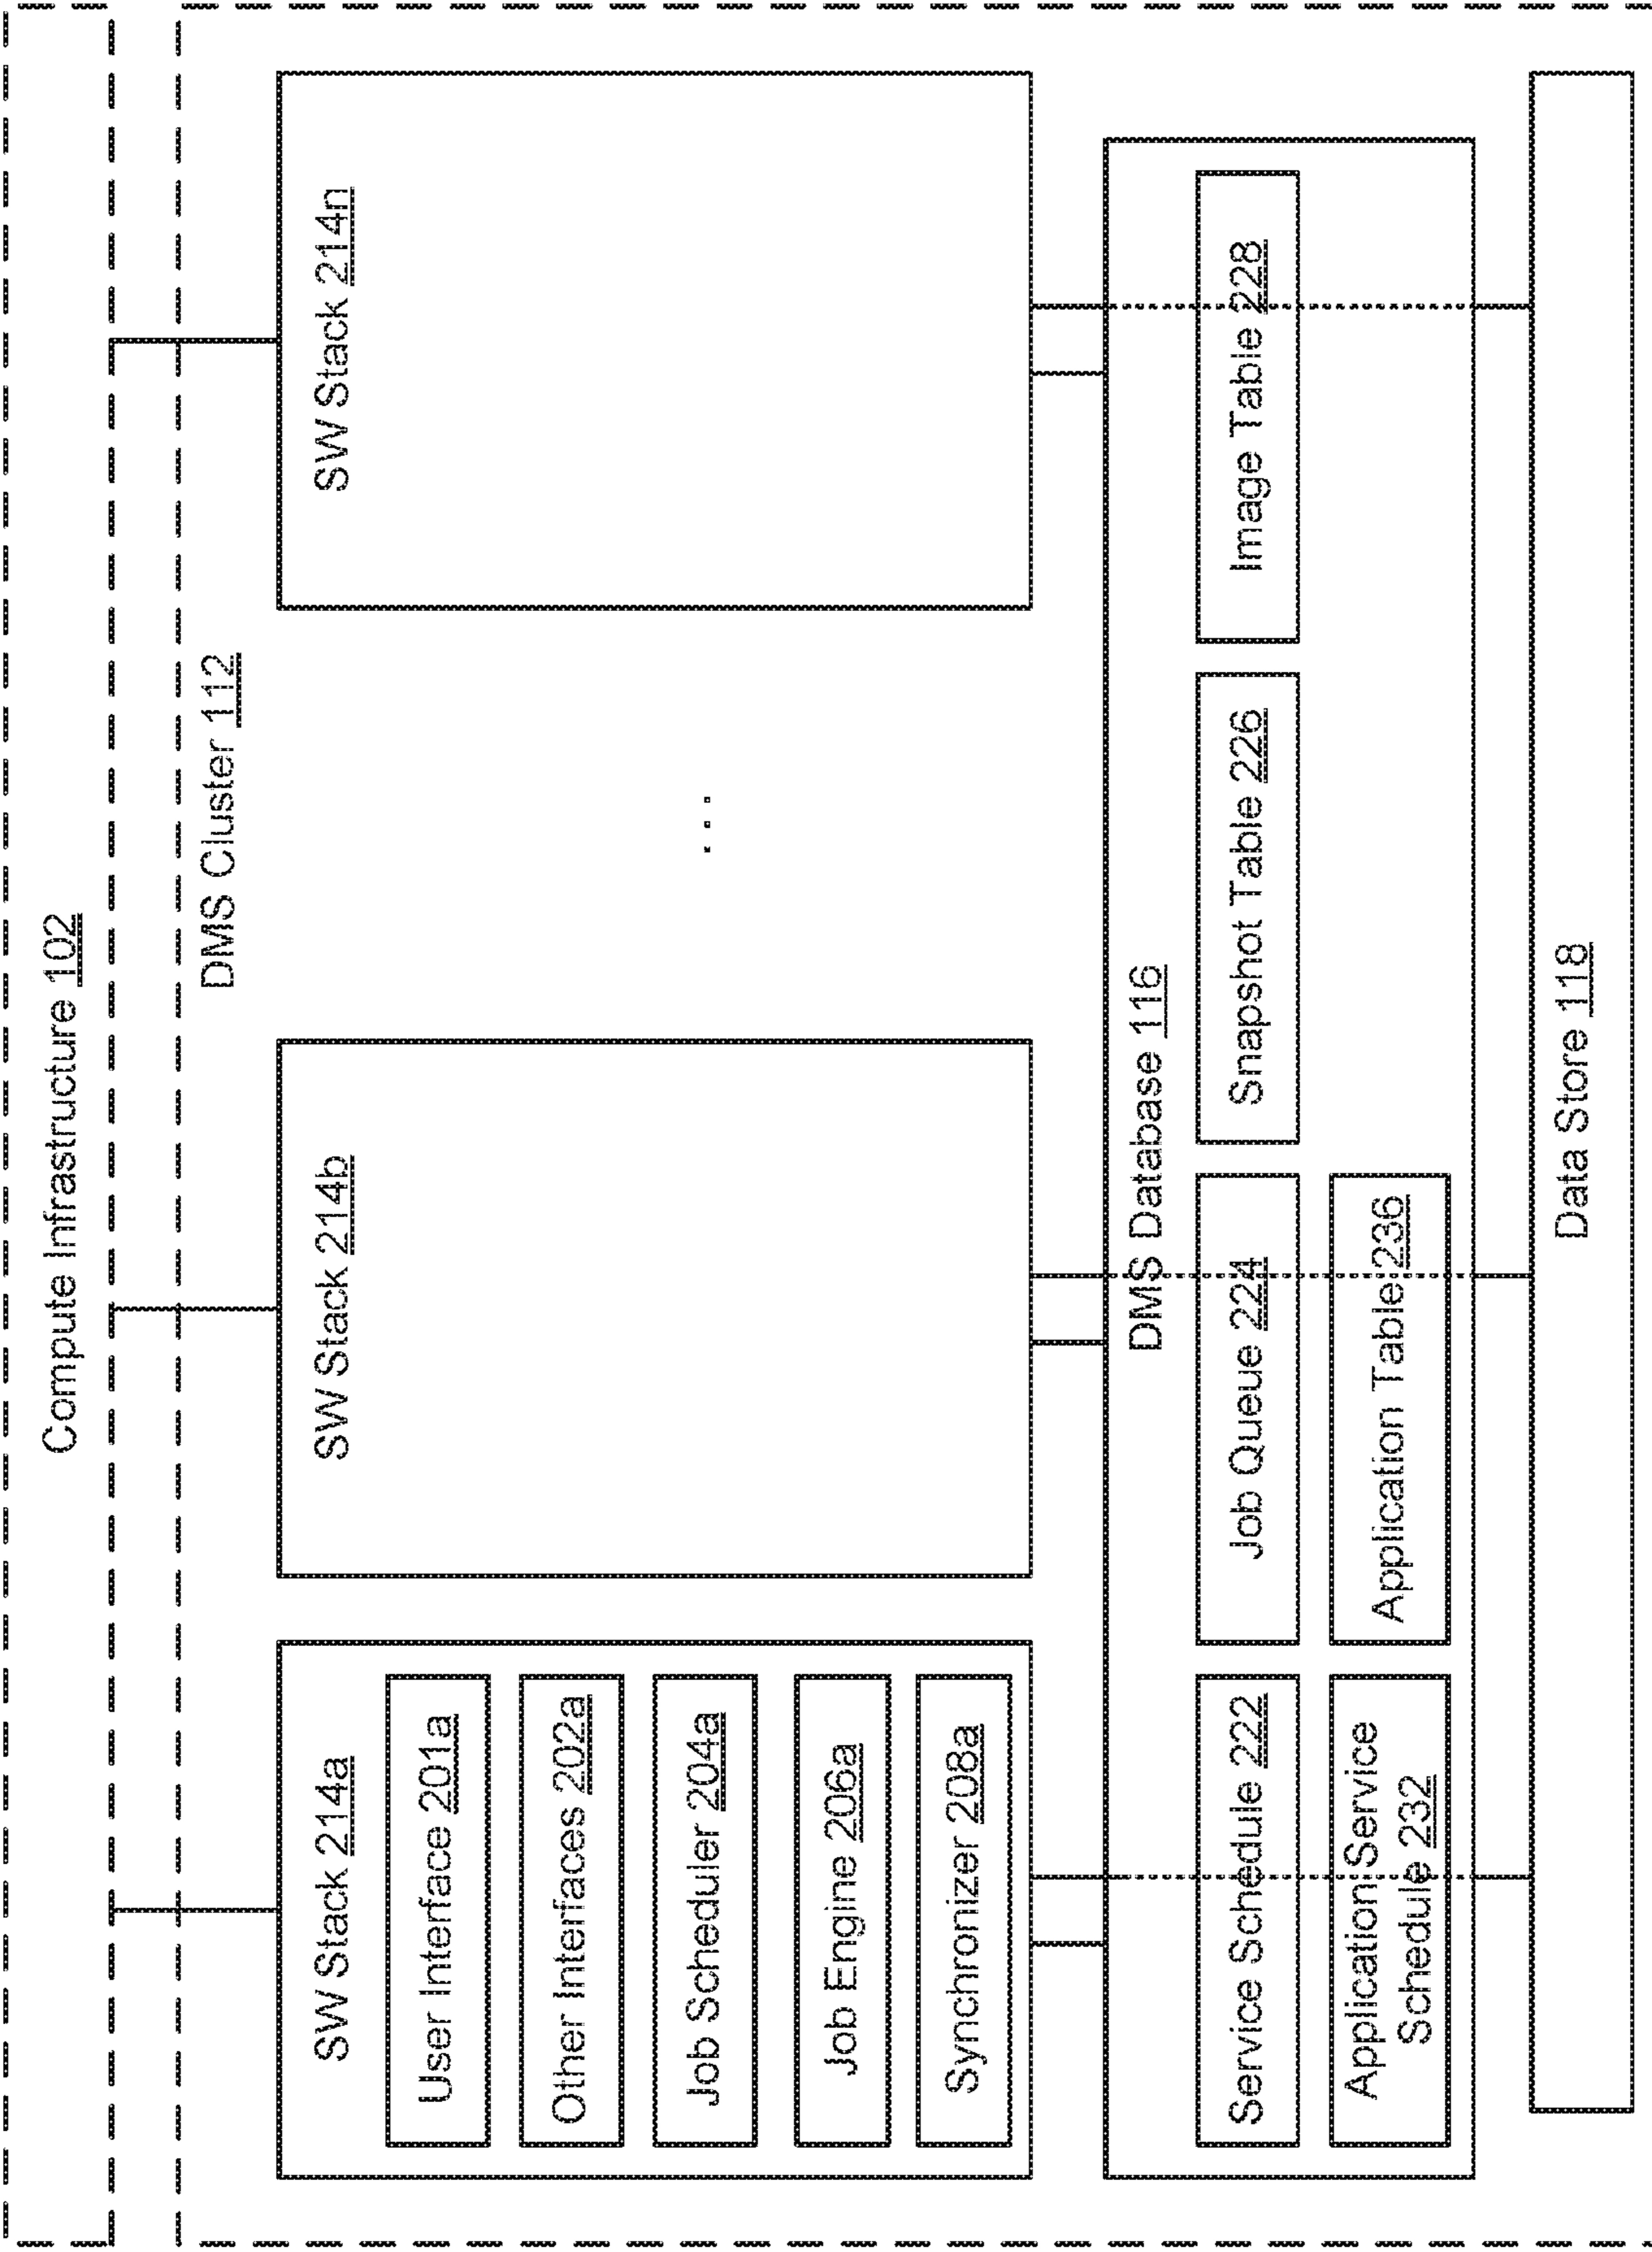 Compute Infrastructure 102
DMS Cluster 112
SW Stack 214a
User Interface 201a
Other Interfaces 202a
Job Scheduler 204a
Job Engine 206a
Synchronizer 208a
SW Stack 214b
. . .
SW Stack 214n
DMS Database 116
Service Schedule 222
Job Queue 224
Snapshot Table 226
Image Table 228
Application Service
Schedule 232
Application Table 236
Data Store 118